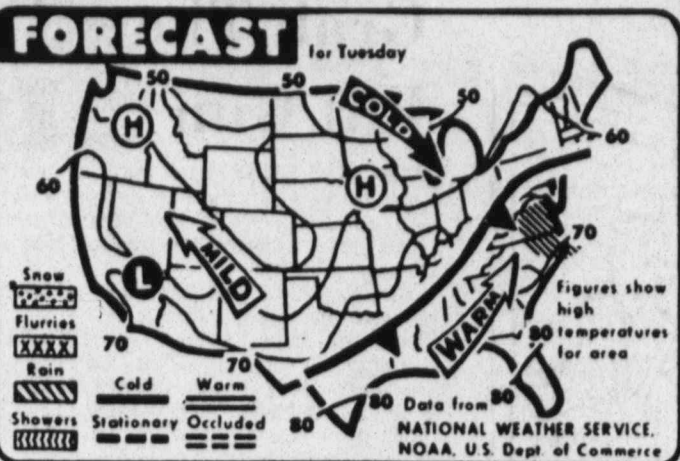 FORECAST
for Tuesday
50
50
COLD
50
H
60
H
60
MILD
L
70
Snow
Flurries
Rain
Showers
70
70
Cold
Warm
Stationary
Occluded
WARM
80
80
80
80
Figures show
high
temperatures
for area
Data from
NATIONAL WEATHER SERVICE,
NOAA, U.S. Dept. of Commerce